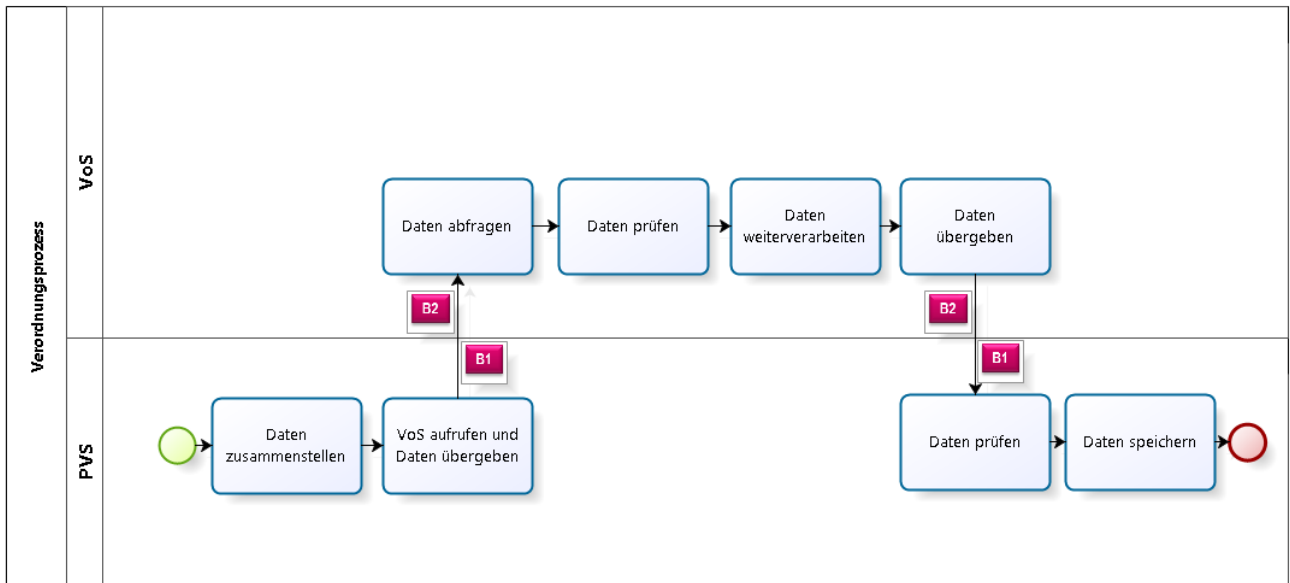 Verordnungsprozess
VoS
Daten abfragen
Daten prüfen
Daten
weiterverarbeiten
Daten
übergeben
B2
B1
B2
B1
PVS
Daten
zusammenstellen
VoS aufrufen und
Daten übergeben
Daten prüfen
Daten speichern